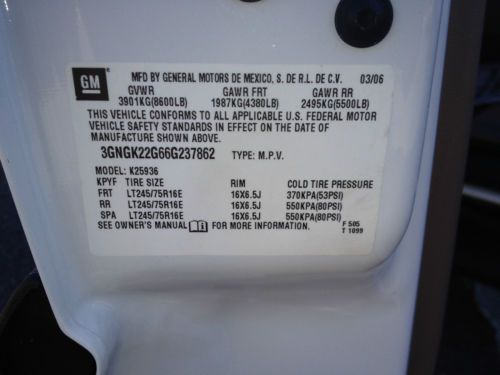 GM
MFD BY GENERAL MOTORS DE MEXICO, S. DE R.L. DE C.V. 03/06
GVWR GAWR FRT GAWR RR
3901KG(8600LB) 1987KG(4380LB) 2495KG(5500LB)
THIS VEHICLE CONFORMS TO ALL APPLICABLE U.S. FEDERAL MOTOR
VEHICLE SAFETY STANDARDS IN EFFECT ON THE DATE OF
MANUFACTURE SHOWN ABOVE.
3GNGK22G66G237862 TYPE: M.P.V.
MODEL: K25936
KPYF TIRE SIZE RIM COLD TIRE PRESSURE
FRT LT245/75R16E 16X6.5J 370KPA(53PSI)
RR LT245/75R16E 16X6.5J 550KPA(80PSI)
SPA LT245/75R16E 16X6.5J 550KPA(80PSI)
SEE OWNER'S MANUAL FOR MORE INFORMATION. F 505
T 1099